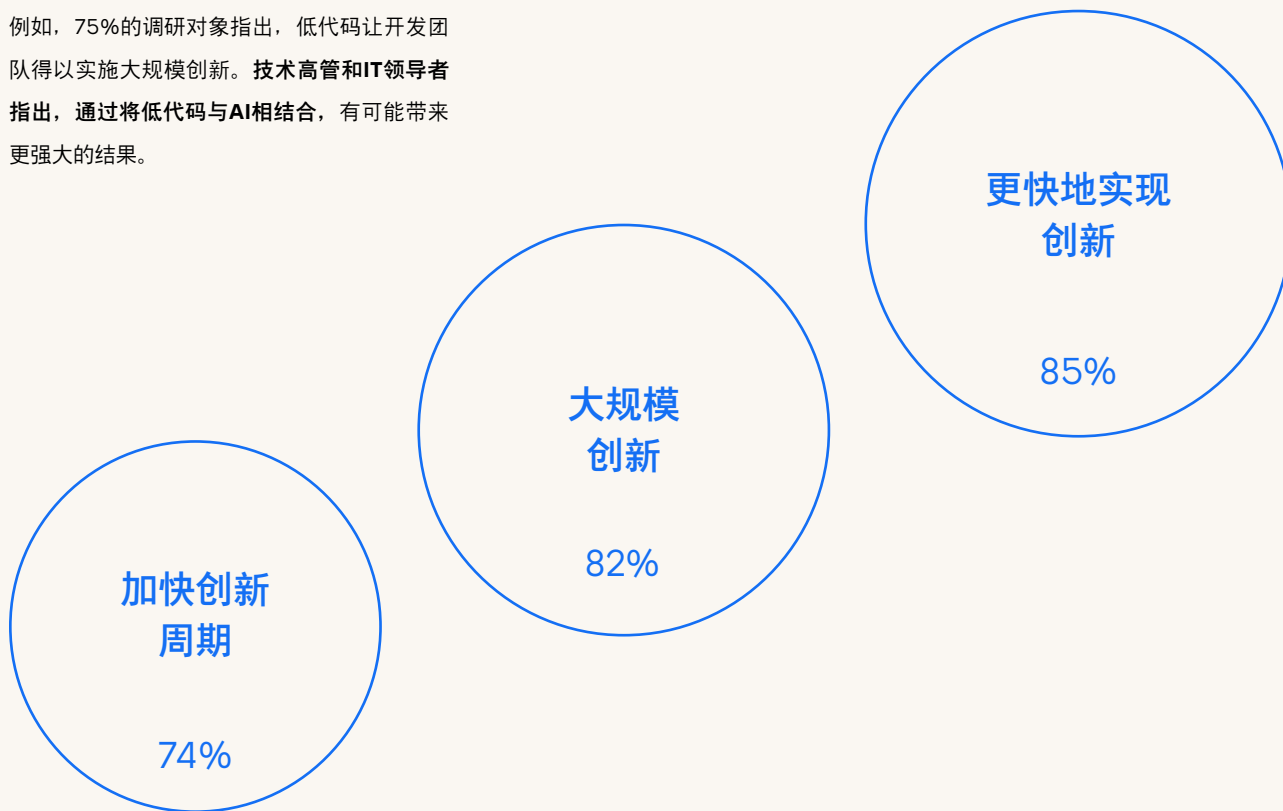 例如，75%的调研对象指出，低代码让开发团
队得以实施大规模创新。技术高管和IT领导者
指出，通过将低代码与AI相结合，有可能带来
更强大的结果。
更快地实现
创新
85%
大规模
创新
82%
加快创新
周期
74%